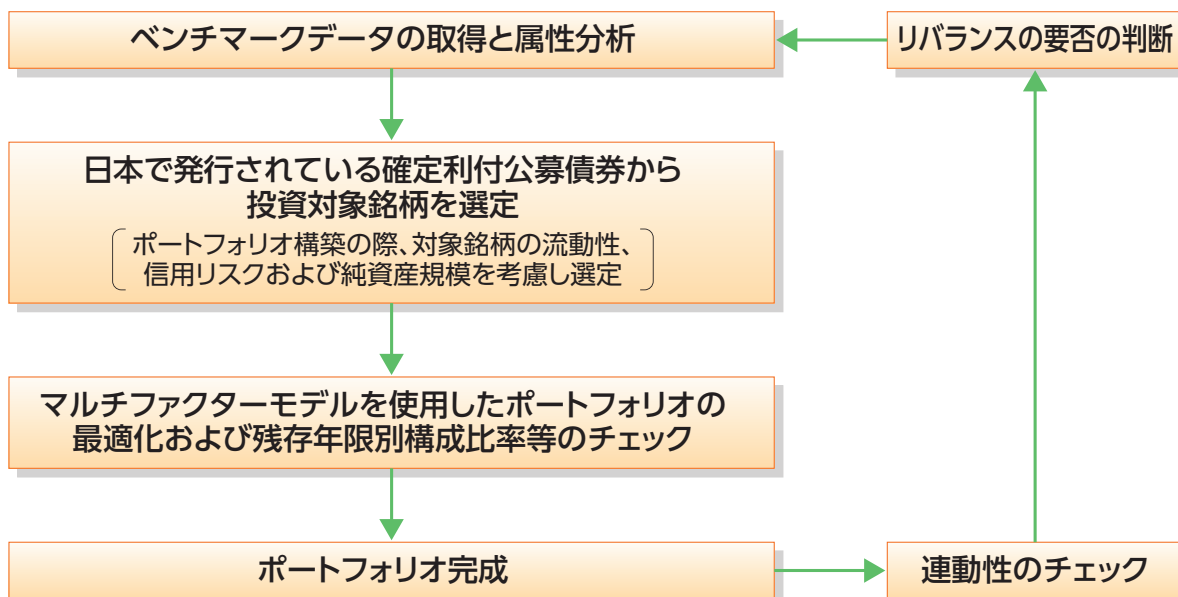 ベンチマークデータの取得と属性分析
リバランスの要否の判断
日本で発行されている確定利付公募債券から
投資対象銘柄を選定
ポートフォリオ構築の際、対象銘柄の流動性、
信用リスクおよび純資産規模を考慮し選定
マルチファクターモデルを使用したポートフォリオの
最適化および残存年限別構成比率等のチェック
ポートフォリオ完成
連動性のチェック